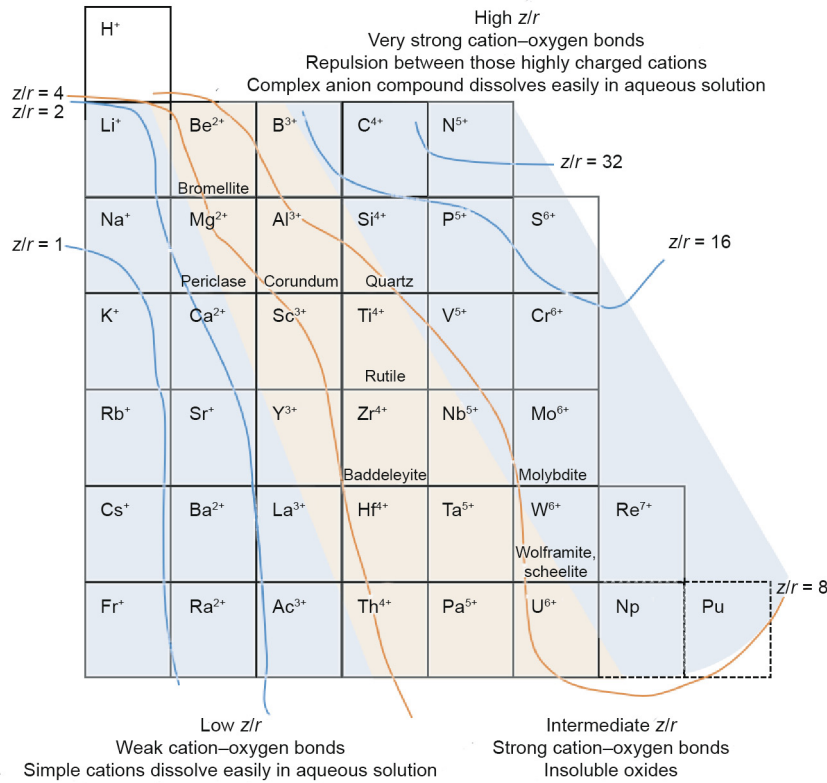 H⁺
High z/r
Very strong cation–oxygen bonds
Repulsion between those highly charged cations
Complex anion compound dissolves easily in aqueous solution
z/r = 4
z/r = 2
Li⁺ Be²⁺ B³⁺ C⁴⁺ N⁵⁺
z/r = 32
Bromellite
Na⁺ Mg²⁺ Al³⁺ Si⁴⁺ P⁵⁺ S⁶⁺
z/r = 1
z/r = 16
Periclase Corundum Quartz
K⁺ Ca²⁺ Sc³⁺ Ti⁴⁺ V⁵⁺ Cr⁶⁺
Rutile
Rb⁺ Sr⁺ Y³⁺ Zr⁴⁺ Nb⁵⁺ Mo⁶⁺
Baddeleyite Molybdite
Cs⁺ Ba²⁺ La³⁺ Hf⁴⁺ Ta⁵⁺ W⁶⁺ Re⁷⁺
Wolframite,
scheelite
z/r = 8
Fr⁺ Ra²⁺ Ac³⁺ Th⁴⁺ Pa⁵⁺ U⁶⁺ Np Pu
Low z/r
Weak cation–oxygen bonds
Simple cations dissolve easily in aqueous solution
Intermediate z/r
Strong cation–oxygen bonds
Insoluble oxides